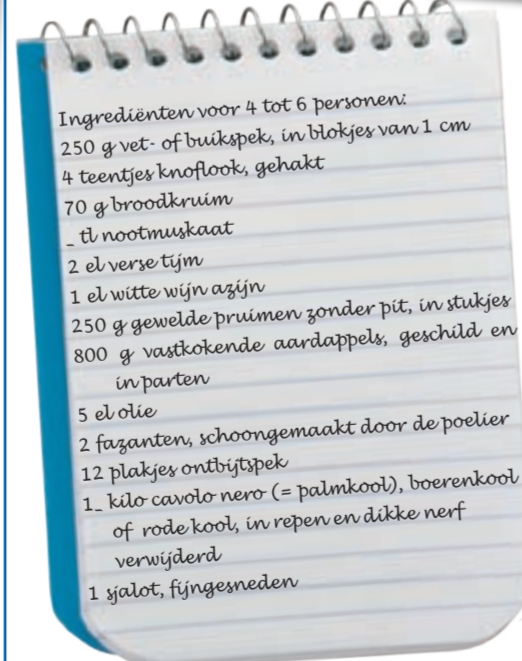 Ingrediënten voor 4 tot 6 personen:
250 g vet- of buikspek, in blokjes van 1 cm
4 teentjes knoflook, gehakt
70 g broodkruim
_ tl nootmuskaat
2 el verse tijm
1 el witte wijn azijn
250 g gewelde pruimen zonder pit, in stukjes
800 g vastkokende aardappels, geschild en
in parten
5 el olie
2 fazanten, schoongemaakt door de poelier
12 plakjes ontbijtspek
1_ kilo cavolo nero (= palmkool), boerenkool
of rode kool, in repen en dikke nerf
verwijderd
1 sjalot, fijngesneden